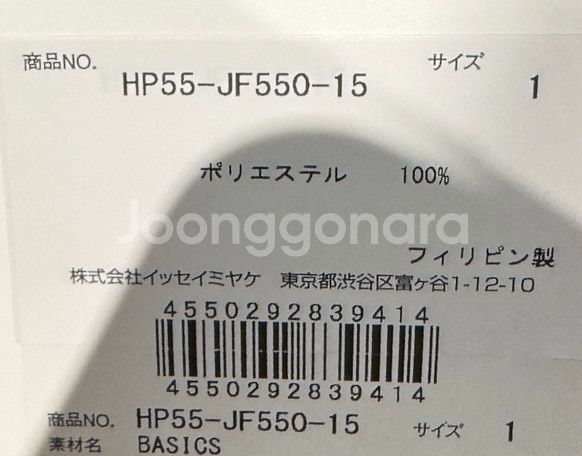 商品NO. HP55-JF550-15 サイズ 1
ポリエステル 100%
Joonggonara
フィリピン製
株式会社イッセイミヤケ 東京都渋谷区富ヶ谷1-12-10
4550292839414
4550292839414
商品NO. HP55-JF550-15 サイズ 1
素材名 BASICS